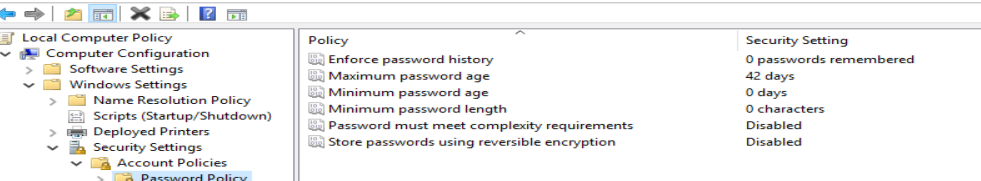 Local Computer Policy
Computer Configuration
Software Settings
Windows Settings
Name Resolution Policy
Scripts (Startup/Shutdown)
Deployed Printers
Security Settings
Account Policies
Password Policy
Policy Security Setting
Enforce password history 0 passwords remembered
Maximum password age 42 days
Minimum password age 0 days
Minimum password length 0 characters
Password must meet complexity requirements Disabled
Store passwords using reversible encryption Disabled